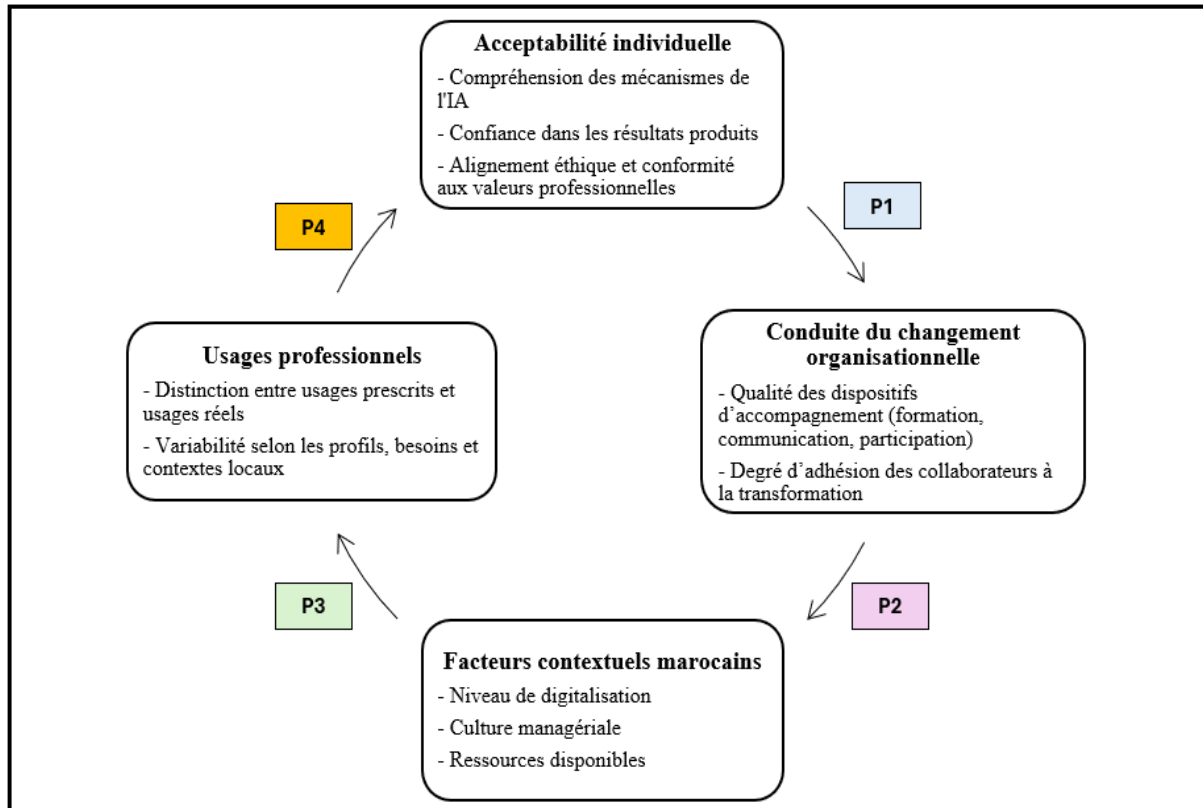 Acceptabilité individuelle
- Compréhension des mécanismes de
l'IA
- Confiance dans les résultats produits
- Alignement éthique et conformité
aux valeurs professionnelles
P4
P1
Usages professionnels
- Distinction entre usages prescrits et
usages réels
- Variabilité selon les profils, besoins et
contextes locaux
Conduite du changement
organisationnelle
- Qualité des dispositifs
d’accompagnement (formation,
communication, participation)
- Degré d’adhésion des collaborateurs à
la transformation
P3
P2
Facteurs contextuels marocains
- Niveau de digitalisation
- Culture managériale
- Ressources disponibles